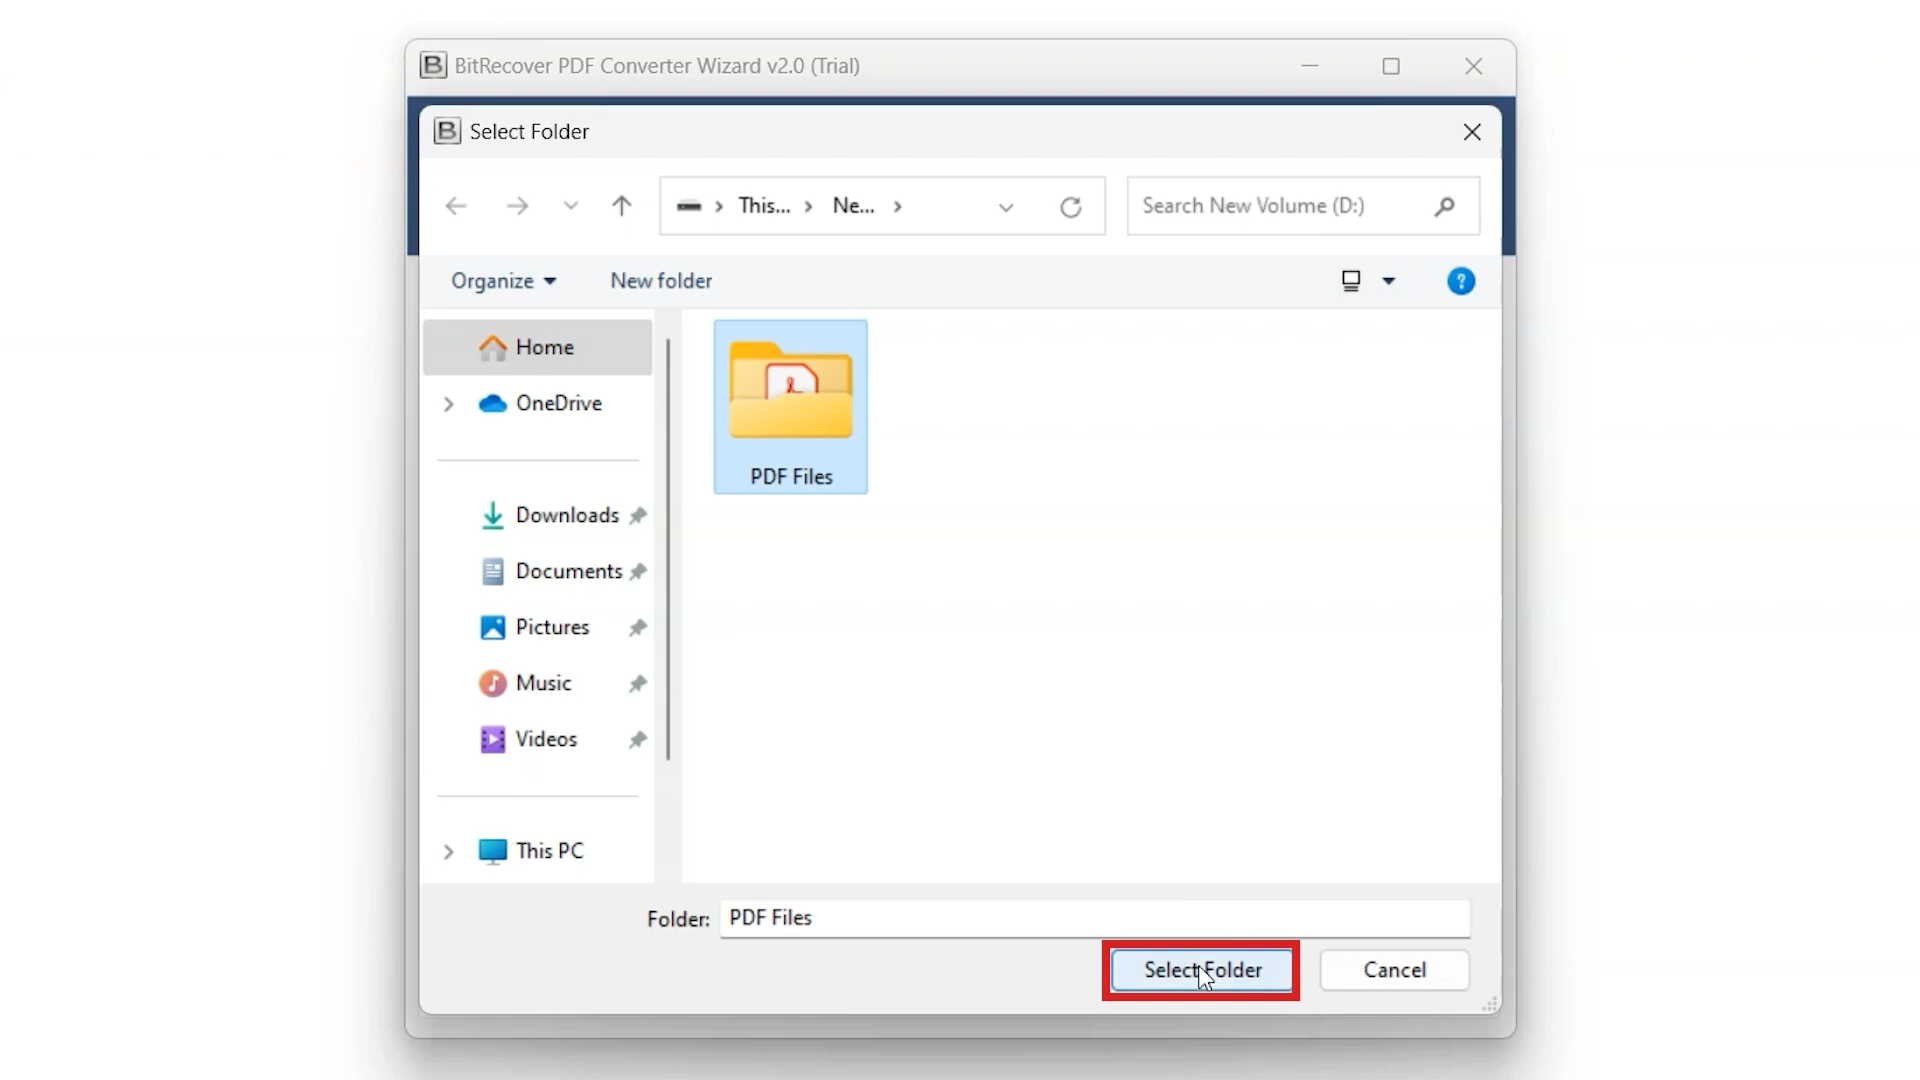 BitRecover PDF Converter Wizard v2.0 (Trial)
Select Folder
This... Ne... Search New Volume (D:)
Organize New folder
Home
OneDrive
Downloads
Documents
Pictures
Music
Videos
This PC
PDF Files
Folder: PDF Files
Select Folder Cancel